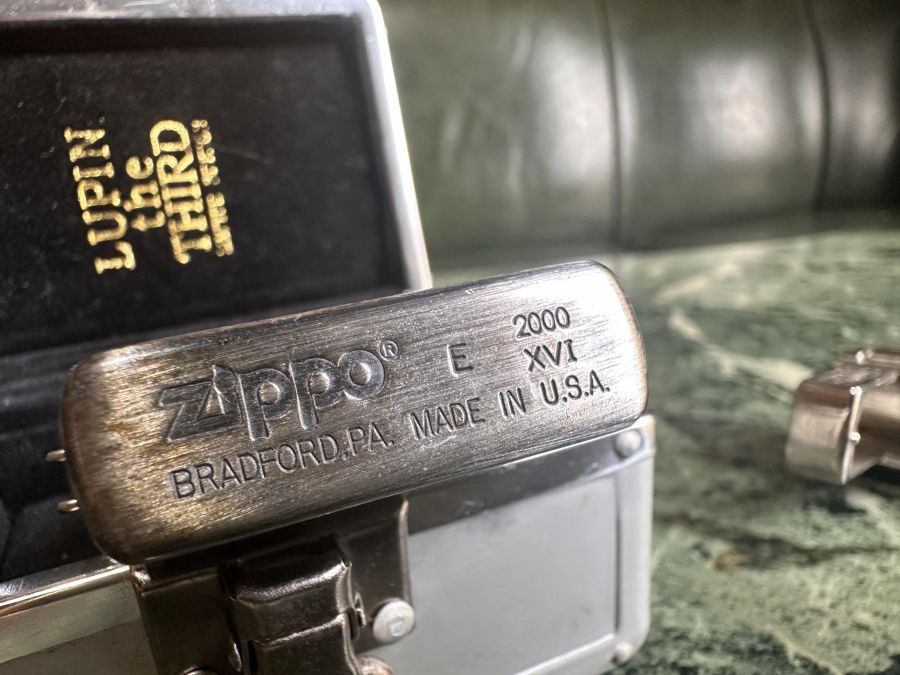 LUPIN
the
THIRD
zippo® E 2000
XVI
BRADFORD, PA. MADE IN U.S.A.